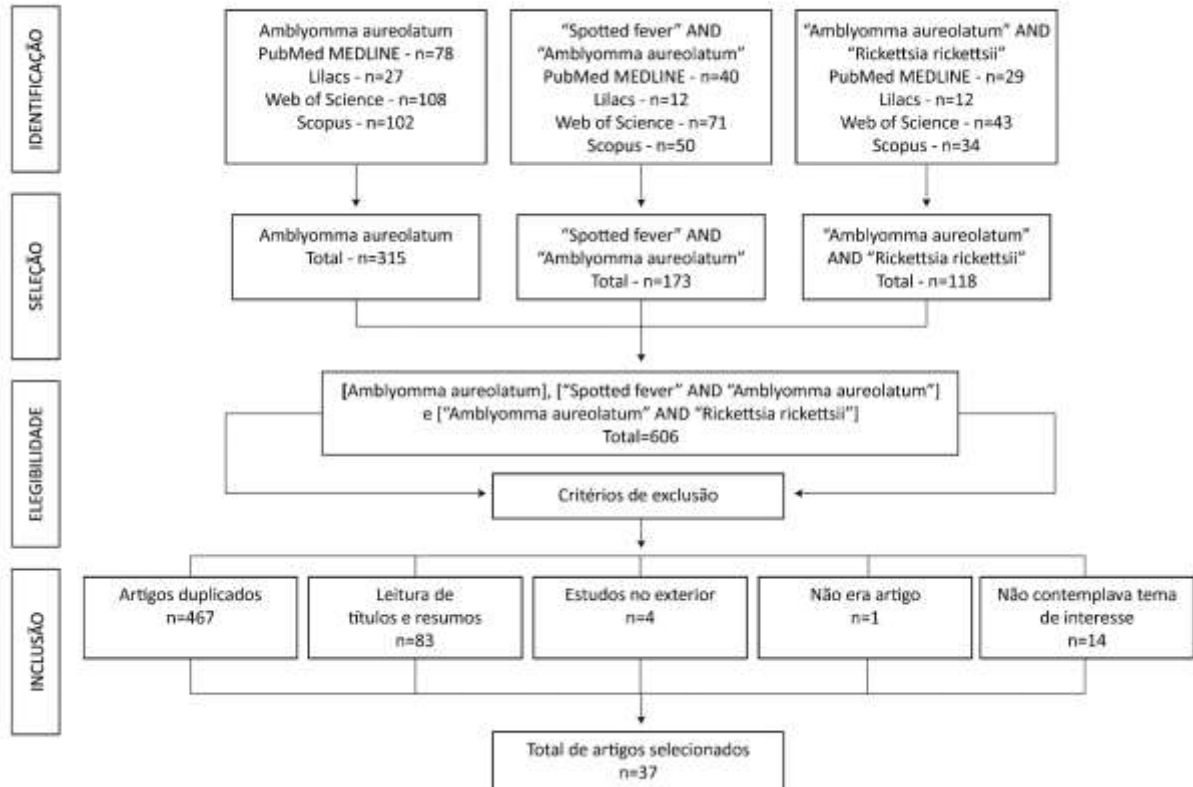 IDENTIFICAÇÃO
Amblyomma aureolatum
PubMed MEDLINE - n=78
Lilacs - n=27
Web of Science - n=108
Scopus - n=102
“Spotted fever” AND
“Amblyomma aureolatum”
PubMed MEDLINE - n=40
Lilacs - n=12
Web of Science - n=71
Scopus - n=50
“Amblyomma aureolatum” AND
“Rickettsia rickettsii”
PubMed MEDLINE - n=29
Lilacs - n=12
Web of Science - n=43
Scopus - n=34
SELEÇÃO
Amblyomma aureolatum
Total - n=315
“Spotted fever” AND
“Amblyomma aureolatum”
Total - n=173
“Amblyomma aureolatum”
AND “Rickettsia rickettsii”
Total - n=118
ELEGIBILIDADE
[Amblyomma aureolatum], [“Spotted fever” AND “Amblyomma aureolatum”]
e [“Amblyomma aureolatum” AND “Rickettsia rickettsii”]
Total=606
Critérios de exclusão
INCLUSÃO
Artigos duplicados
n=467
Leitura de
títulos e resumos
n=83
Estudos no exterior
n=4
Não era artigo
n=1
Não contemplava tema
de interesse
n=14
Total de artigos selecionados
n=37